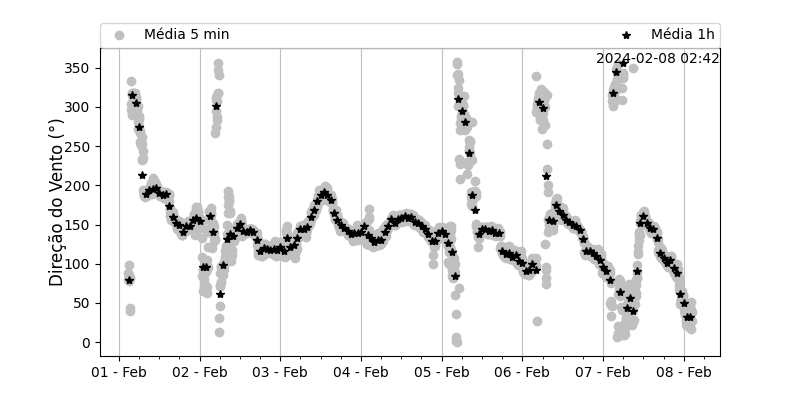 Média 5 min
Média 1h
2024-02-08 02:42
Direção do Vento (°)
350
300
250
200
150
100
50
0
01 - Feb
02 - Feb
03 - Feb
04 - Feb
05 - Feb
06 - Feb
07 - Feb
08 - Feb